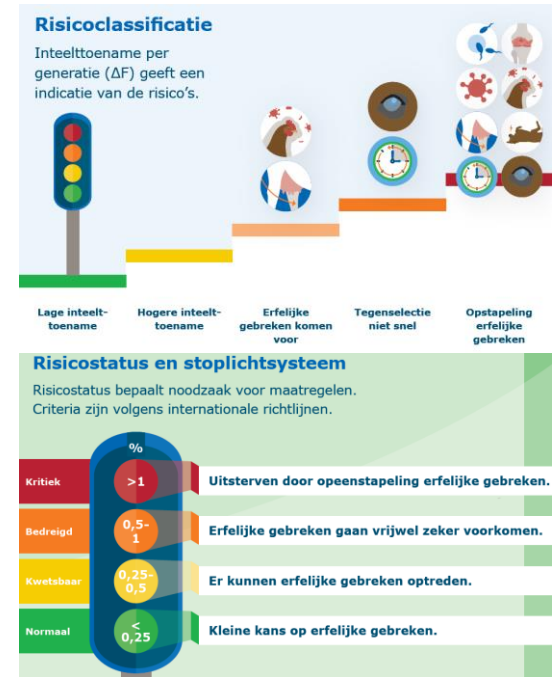 Risicoclassificatie
Inteelttoename per
generatie (ΔF) geeft een
indicatie van de risico's.
Lage inteelt-
toename
Hogere inteelt-
toename
Erfelijke
gebreken komen
voor
Tegenselectie
niet snel
Opstapeling
erfelijke
gebreken
Risicostatus en stoplichtsysteem
Risicostatus bepaalt noodzaak voor maatregelen.
Criteria zijn volgens internationale richtlijnen.
%
Kritiek
>1
Uitsterven door opeenstapeling erfelijke gebreken.
Bedreigd
0,5-
1
Erfelijke gebreken gaan vrijwel zeker voorkomen.
Kwetsbaar
0,25-
0,5
Er kunnen erfelijke gebreken optreden.
Normaal
<
0,25
Kleine kans op erfelijke gebreken.